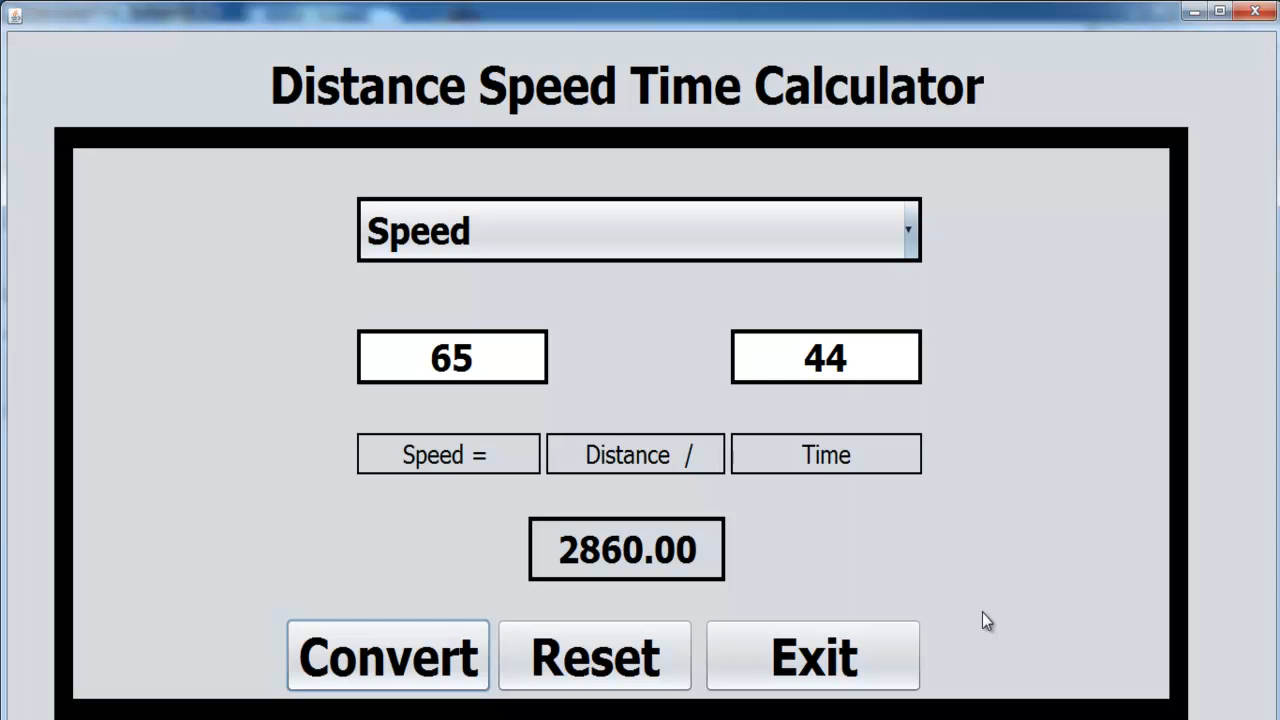 Distance Speed Time Calculator
Speed
65 44
Speed = Distance / Time
2860.00
Convert Reset Exit